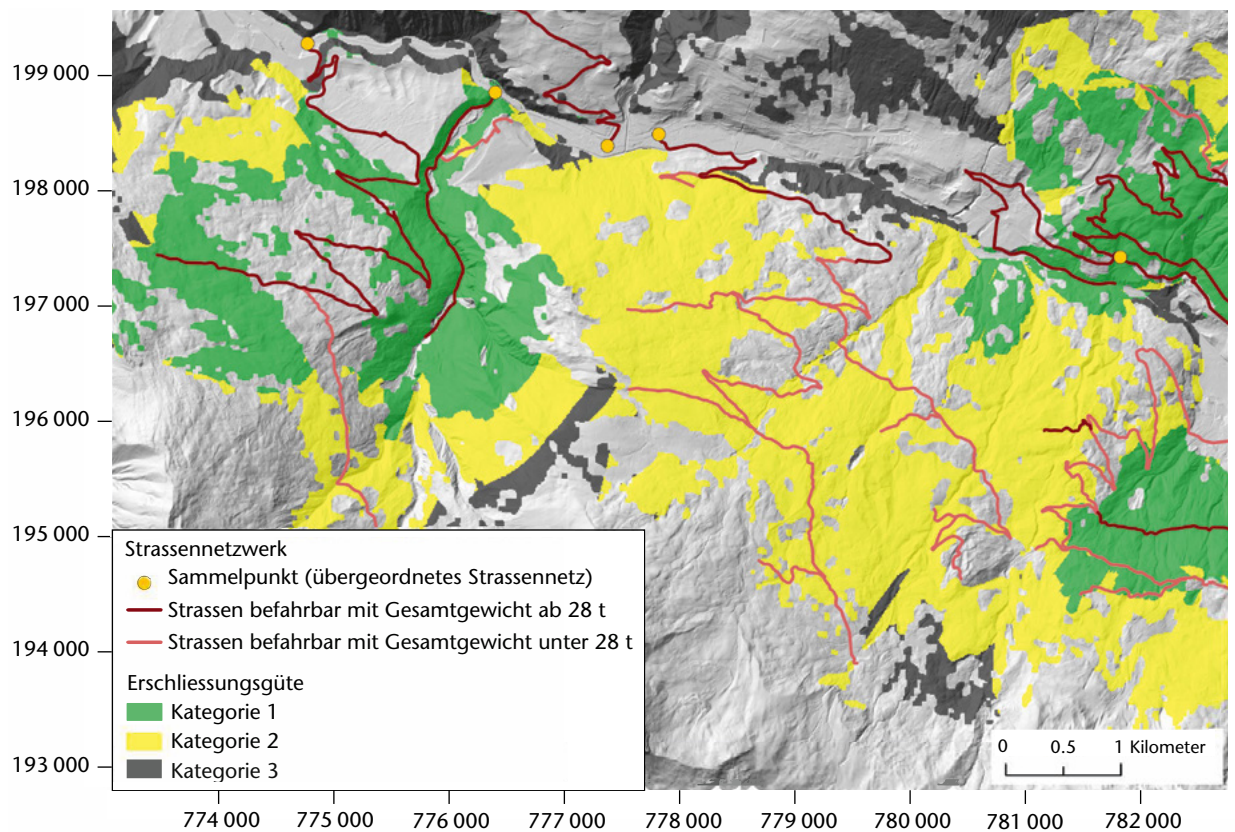 199 000
198 000
197 000
196 000
195 000
194 000
193 000
Strassennetzwerk
Sammelpunkt (übergeordnetes Strassennetz)
Strassen befahrbar mit Gesamtgewicht ab 28 t
Strassen befahrbar mit Gesamtgewicht unter 28 t
Erschliessungsgüte
Kategorie 1
Kategorie 2
Kategorie 3
0 0.5 1 Kilometer
774 000 775 000 776 000 777 000 778 000 779 000 780 000 781 000 782 000